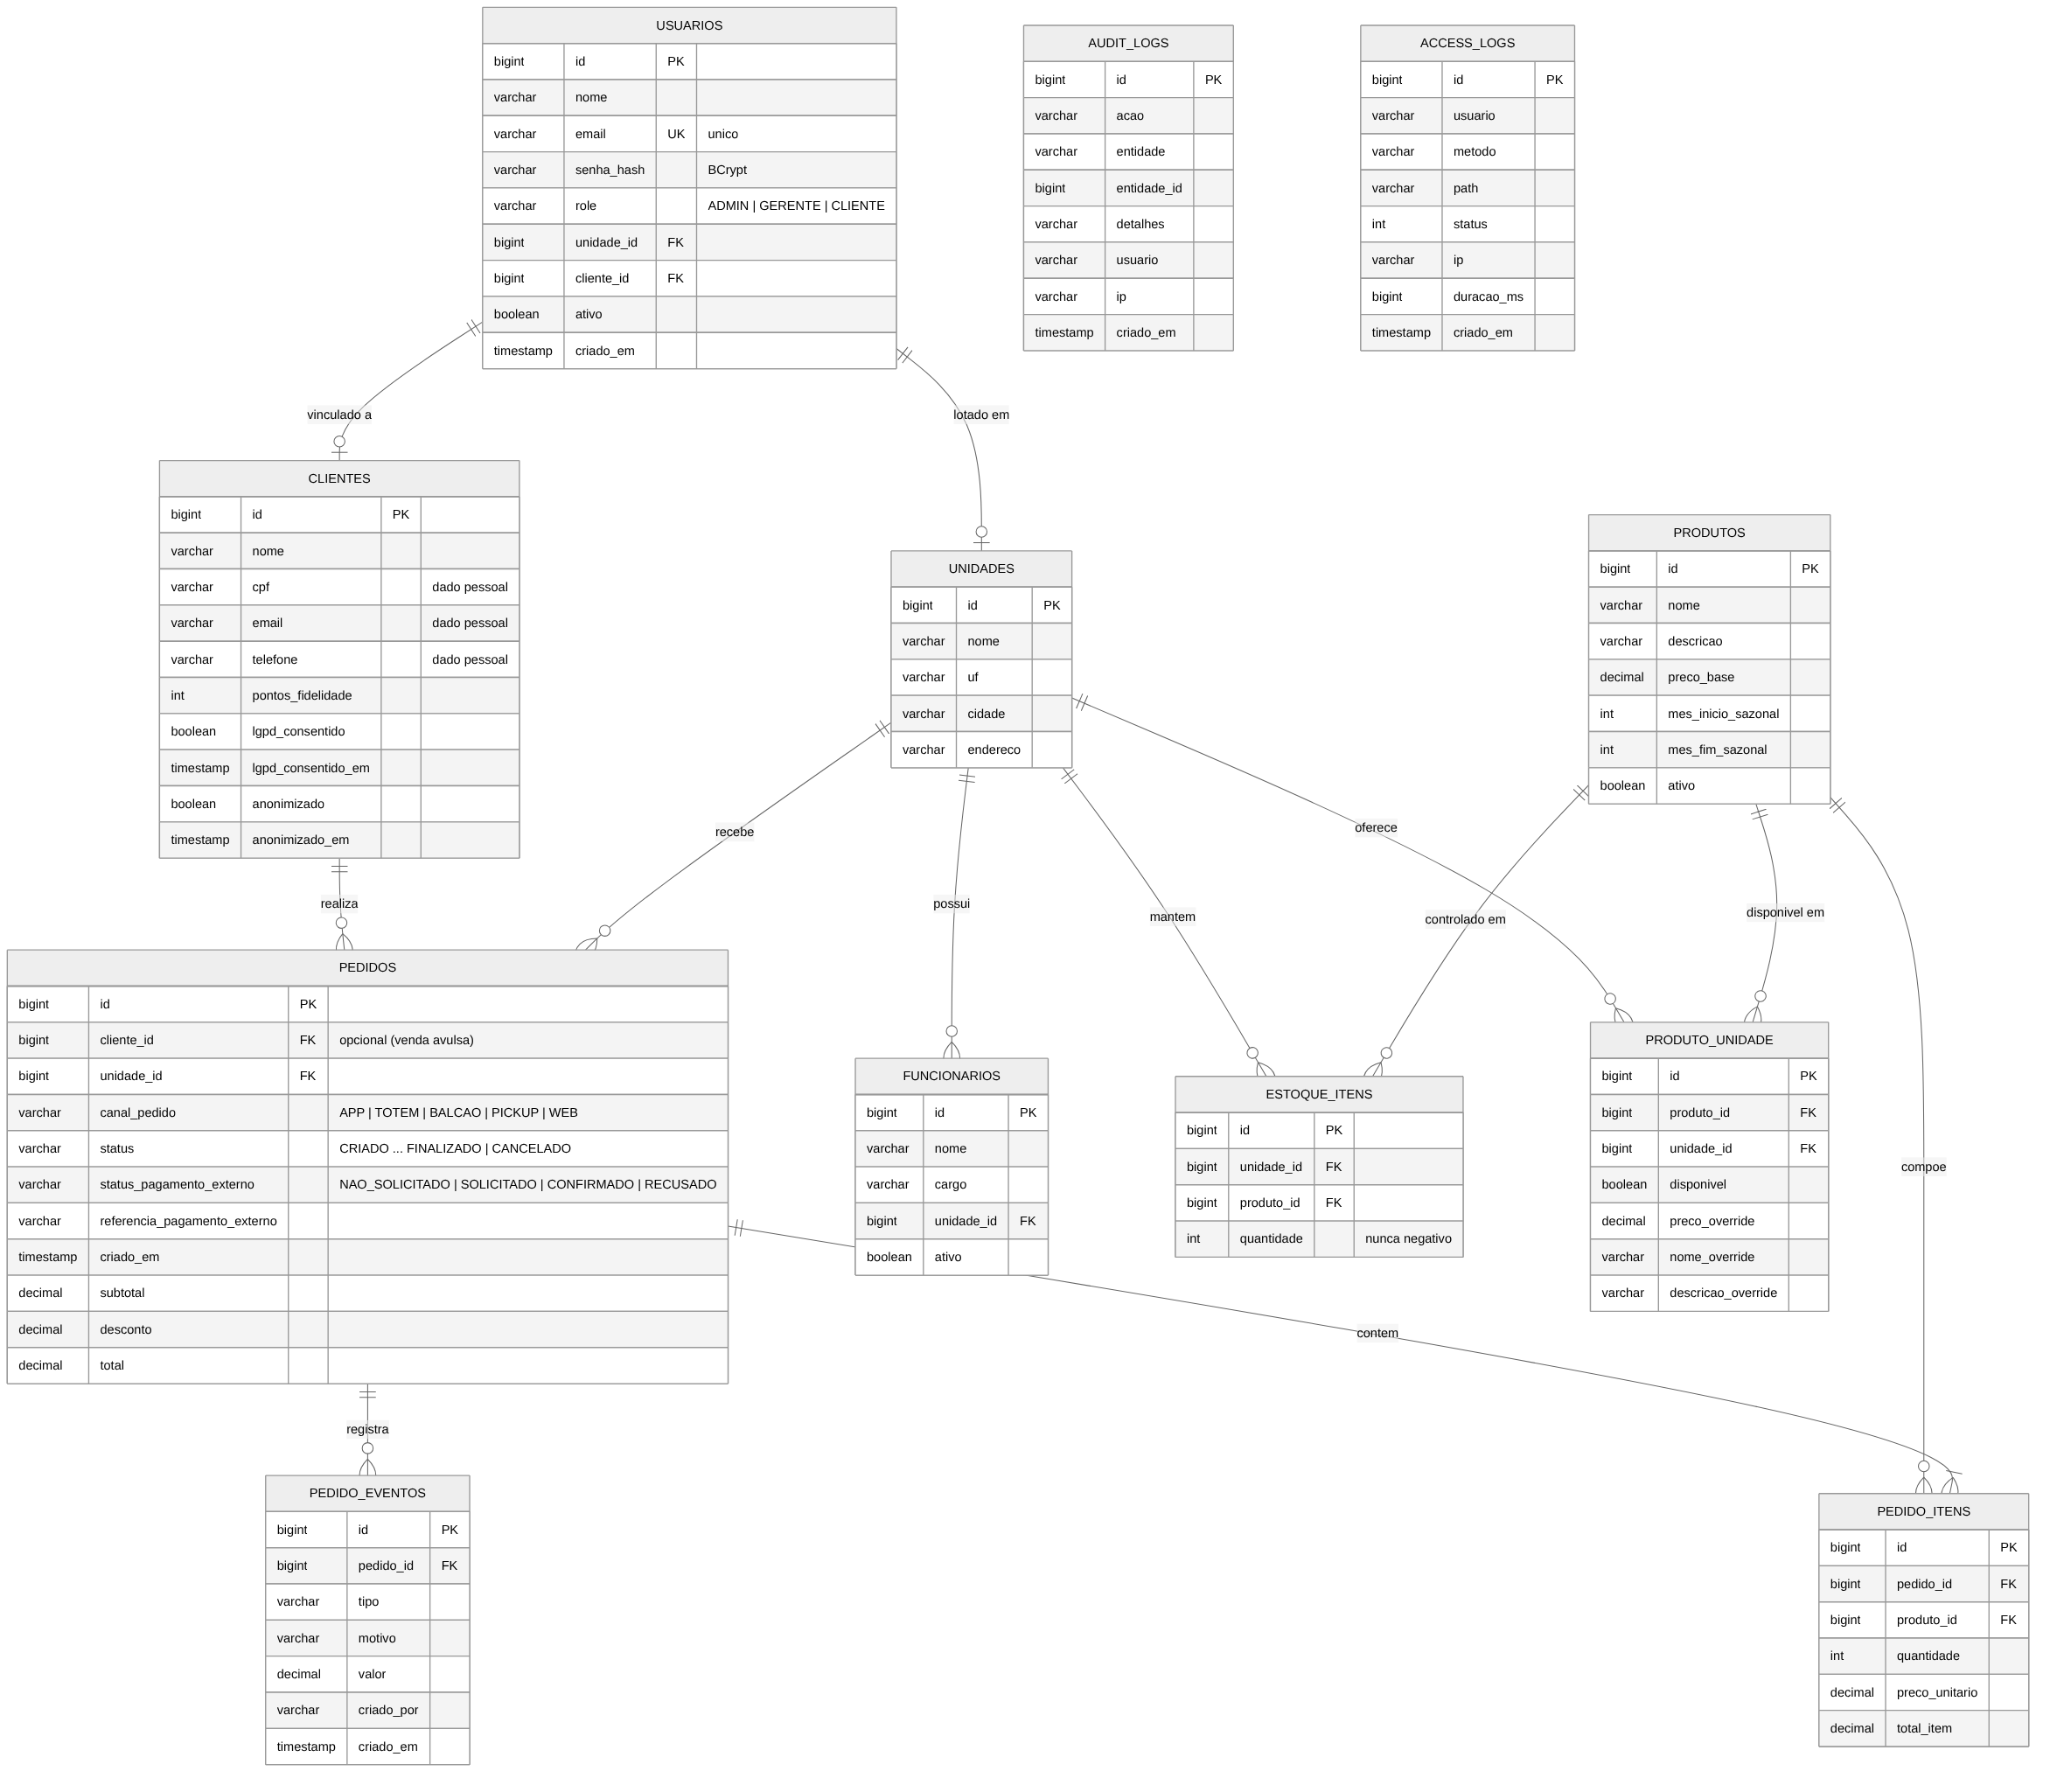 USUARIOS
bigint id PK
varchar nome
varchar email UK unico
varchar senha_hash BCrypt
varchar role ADMIN | GERENTE | CLIENTE
bigint unidade_id FK
bigint cliente_id FK
boolean ativo
timestamp criado_em
AUDIT_LOGS
bigint id PK
varchar acao
varchar entidade
bigint entidade_id
varchar detalhes
varchar usuario
varchar ip
timestamp criado_em
ACCESS_LOGS
bigint id PK
varchar usuario
varchar metodo
varchar path
int status
varchar ip
bigint duracao_ms
timestamp criado_em
vinculado a
lotado em
CLIENTES
bigint id PK
varchar nome
varchar cpf dado pessoal
varchar email dado pessoal
varchar telefone dado pessoal
int pontos_fidelidade
boolean lgpd_consentido
timestamp lgpd_consentido_em
boolean anonimizado
timestamp anonimizado_em
UNIDADES
bigint id PK
varchar nome
varchar uf
varchar cidade
varchar endereco
PRODUTOS
bigint id PK
varchar nome
varchar descricao
decimal preco_base
int mes_inicio_sazonal
int mes_fim_sazonal
boolean ativo
realiza
recebe
possui
mantem
oferece
controlado em
disponivel em
compoe
PEDIDOS
bigint id PK
bigint cliente_id FK opcional (venda avulsa)
bigint unidade_id FK
varchar canal_pedido APP | TOTEM | BALCAO | PICKUP | WEB
varchar status CRIADO ... FINALIZADO | CANCELADO
varchar status_pagamento_externo NAO_SOLICITADO | SOLICITADO | CONFIRMADO | RECUSADO
varchar referencia_pagamento_externo
timestamp criado_em
decimal subtotal
decimal desconto
decimal total
FUNCIONARIOS
bigint id PK
varchar nome
varchar cargo
bigint unidade_id FK
boolean ativo
ESTOQUE_ITENS
bigint id PK
bigint unidade_id FK
bigint produto_id FK
int quantidade nunca negativo
PRODUTO_UNIDADE
bigint id PK
bigint produto_id FK
bigint unidade_id FK
boolean disponivel
decimal preco_override
varchar nome_override
varchar descricao_override
contem
registra
PEDIDO_EVENTOS
bigint id PK
bigint pedido_id FK
varchar tipo
varchar motivo
decimal valor
varchar criado_por
timestamp criado_em
PEDIDO_ITENS
bigint id PK
bigint pedido_id FK
bigint produto_id FK
int quantidade
decimal preco_unitario
decimal total_item